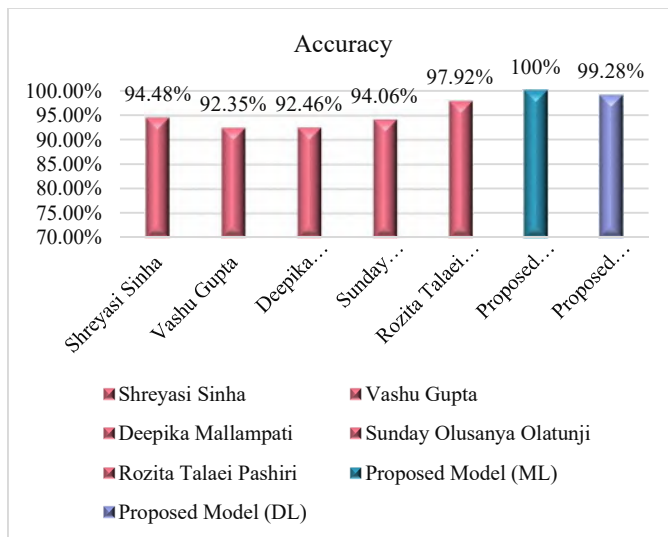 Accuracy
94.48%
92.35%
92.46%
94.06%
97.92%
100%
99.28%
100.00%
95.00%
90.00%
85.00%
80.00%
75.00%
70.00%
Shreyasi Sinha
Vashu Gupta
Deepika…
Sunday…
Rozita Talaei…
Proposed…
Proposed…
Shreyasi Sinha
Vashu Gupta
Deepika Mallampati
Sunday Olusanya Olatunji
Rozita Talaei Pashiri
Proposed Model (ML)
Proposed Model (DL)